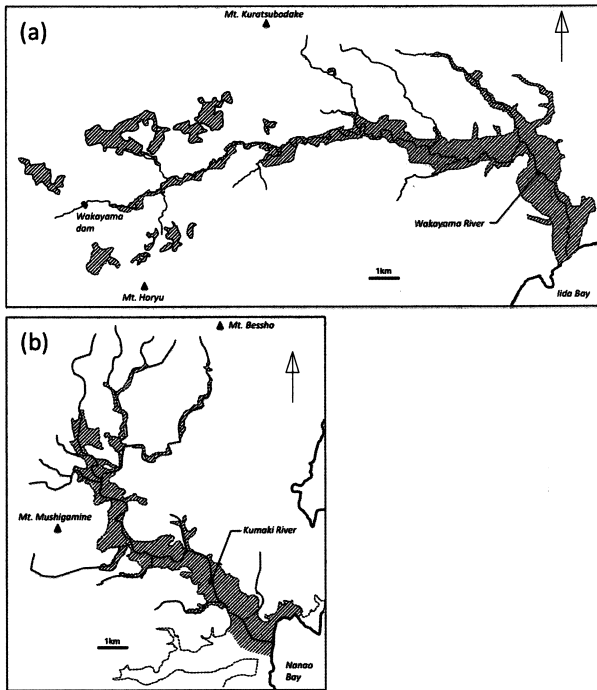 (a)
Mt. Kuratsubodake
Wakayama
dam
Wakayama River
Mt. Horyu
1km
Iida Bay
(b)
Mt. Bessho
Mt. Mushigamine
Kumaki River
1km
Nanao
Bay